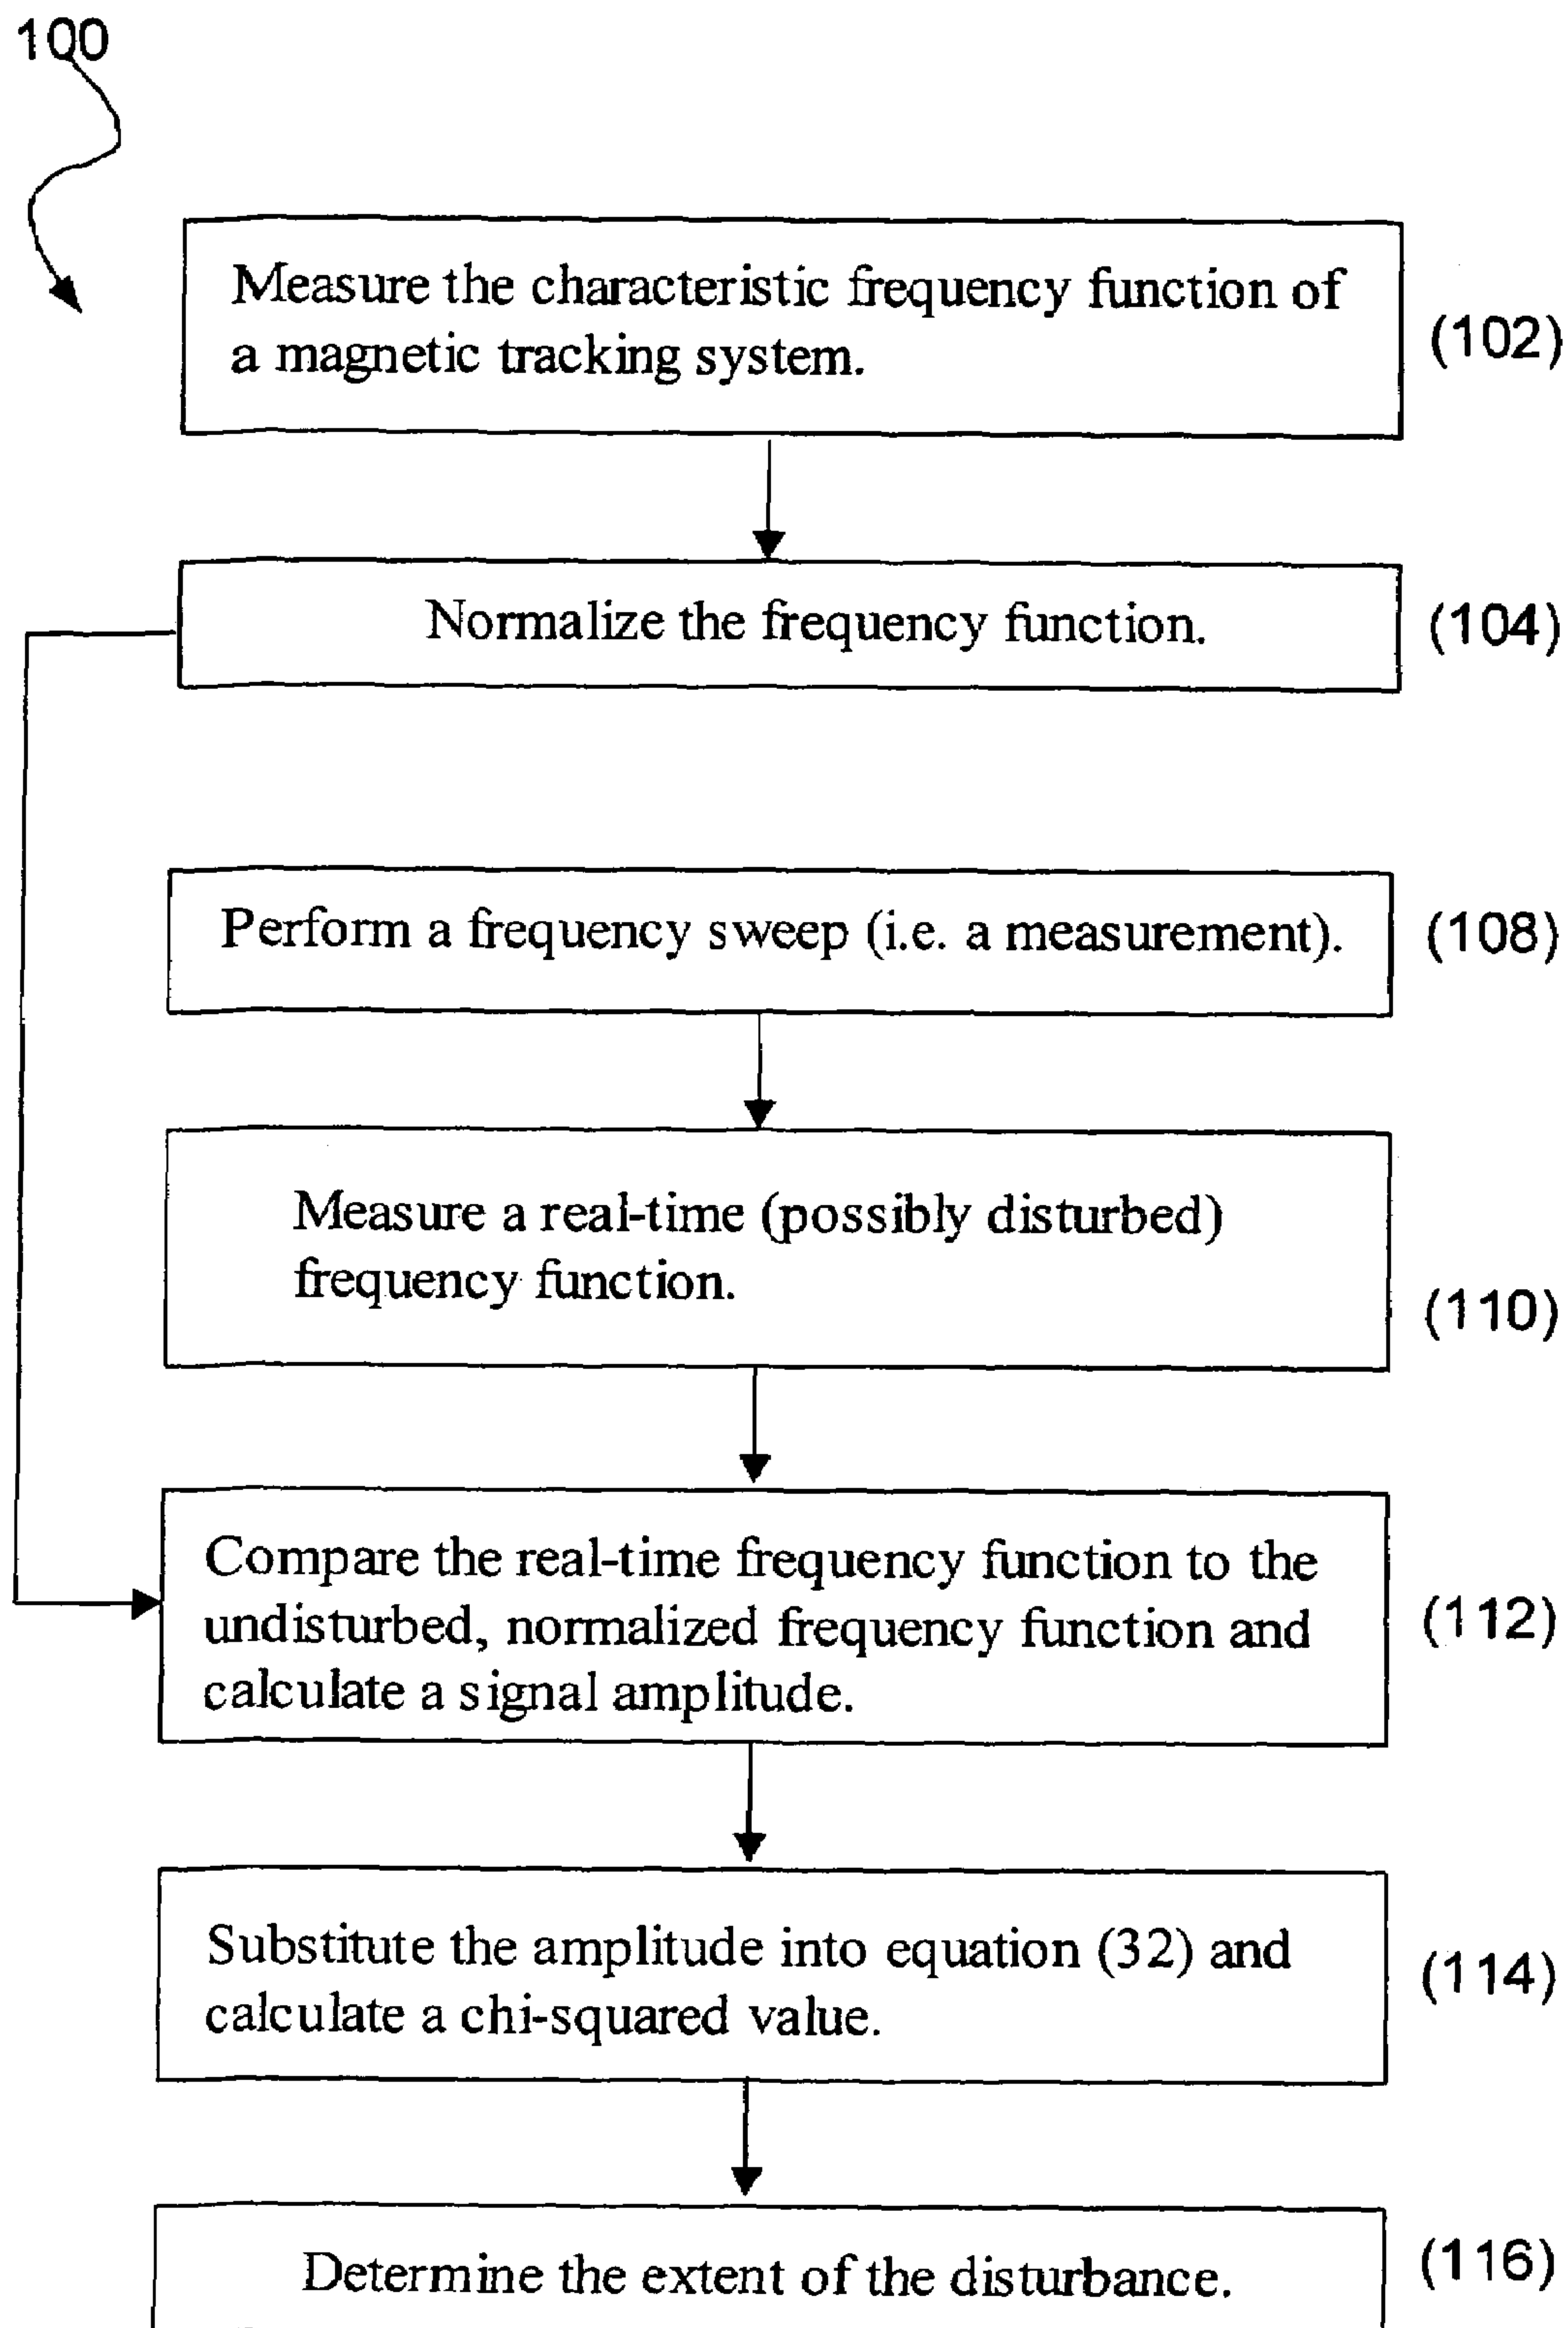 100
Measure the characteristic frequency function of
a magnetic tracking system.
(102)
Normalize the frequency function.
(104)
Perform a frequency sweep (i.e. a measurement).
(108)
Measure a real-time (possibly disturbed)
frequency function.
(110)
Compare the real-time frequency function to the
undisturbed, normalized frequency function and
calculate a signal amplitude.
(112)
Substitute the amplitude into equation (32) and
calculate a chi-squared value.
(114)
Determine the extent of the disturbance.
(116)